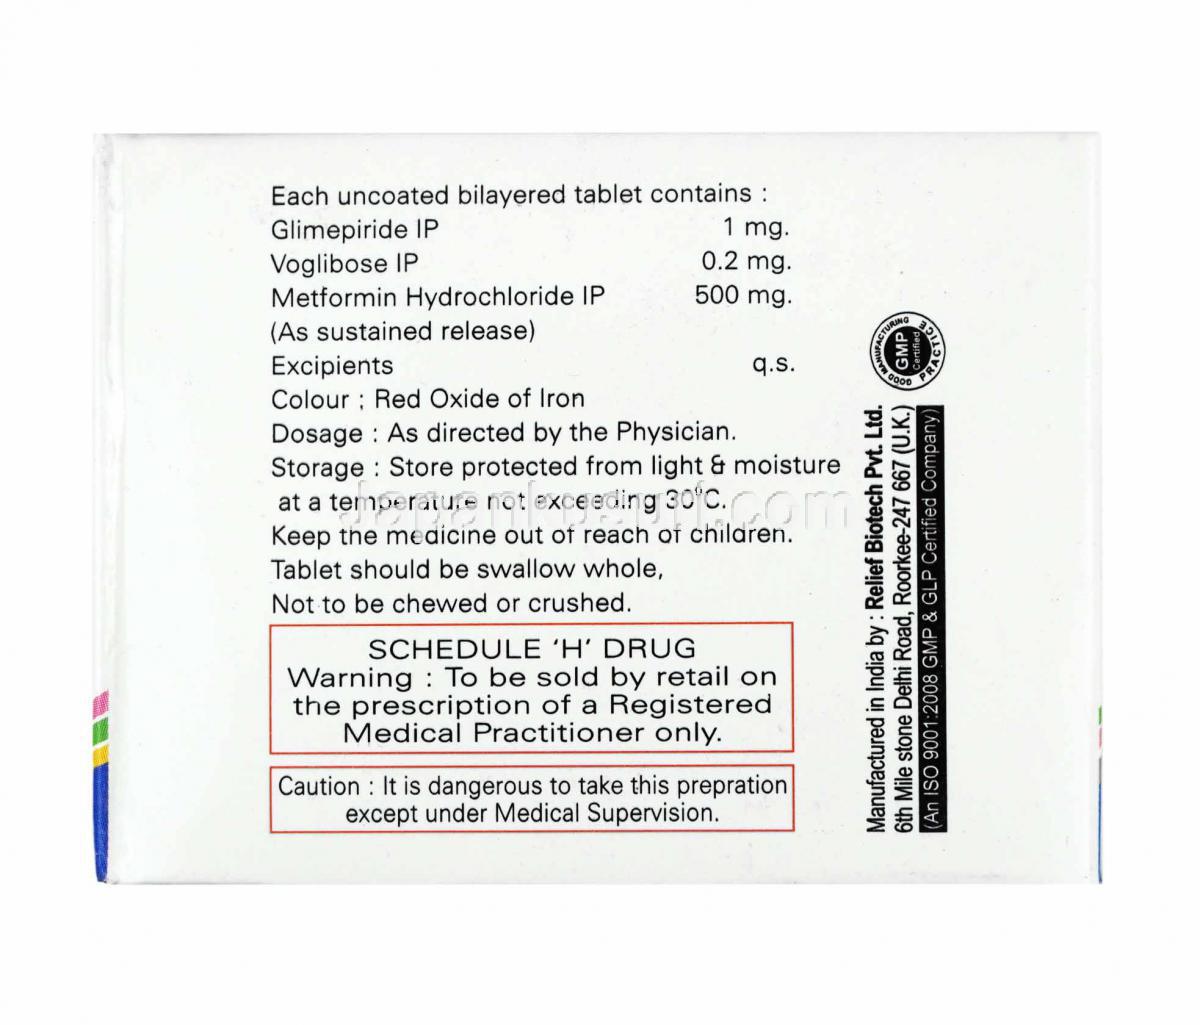 Each uncoated bilayered tablet contains :
Glimepiride IP 1 mg.
Voglibose IP 0.2 mg.
Metformin Hydrochloride IP 500 mg.
(As sustained release)
Excipients q.s.
Colour : Red Oxide of Iron
Dosage : As directed by the Physician.
Storage : Store protected from light & moisture
at a temperature not exceeding 30°C.
Keep the medicine out of reach of children.
Tablet should be swallow whole,
Not to be chewed or crushed.
SCHEDULE 'H' DRUG
Warning : To be sold by retail on
the prescription of a Registered
Medical Practitioner only.
Caution : It is dangerous to take this prepration
except under Medical Supervision.
GOOD MANUFACTURING PRACTICE
GMP
Certified
Manufactured in India by : Relief Biotech Pvt. Ltd.
6th Mile stone Delhi Road, Roorkee-247 667 (U.K.)
(An ISO 9001:2008 GMP & GLP Certified Company)
Japankusuri.com